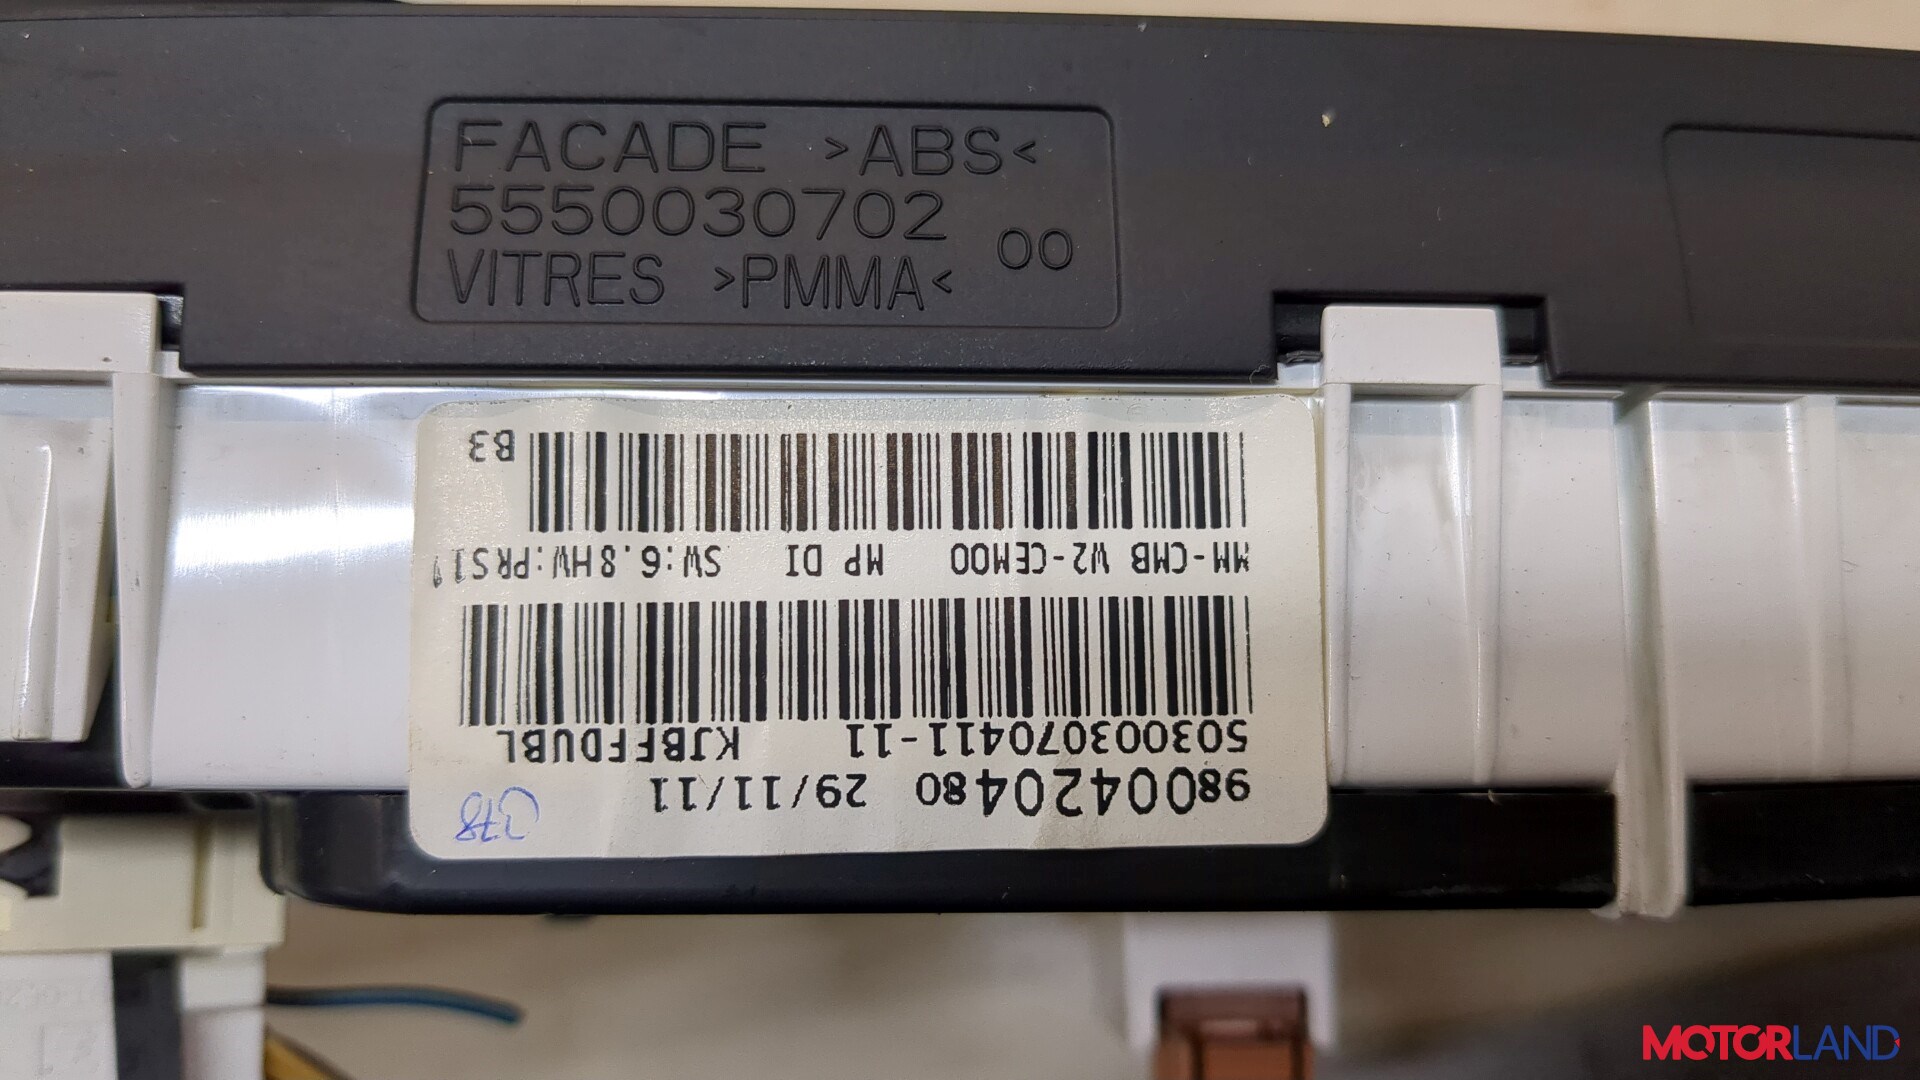 FACADE >ABS<
5550030702
00
VITRES >PMMA<
9800420480 29/11/11
503003070411-11 KJBFFDUBL
MM-CMB W2-CEM00 MP DI SW:6.8HW:PRS1
B3
MOTORLAND